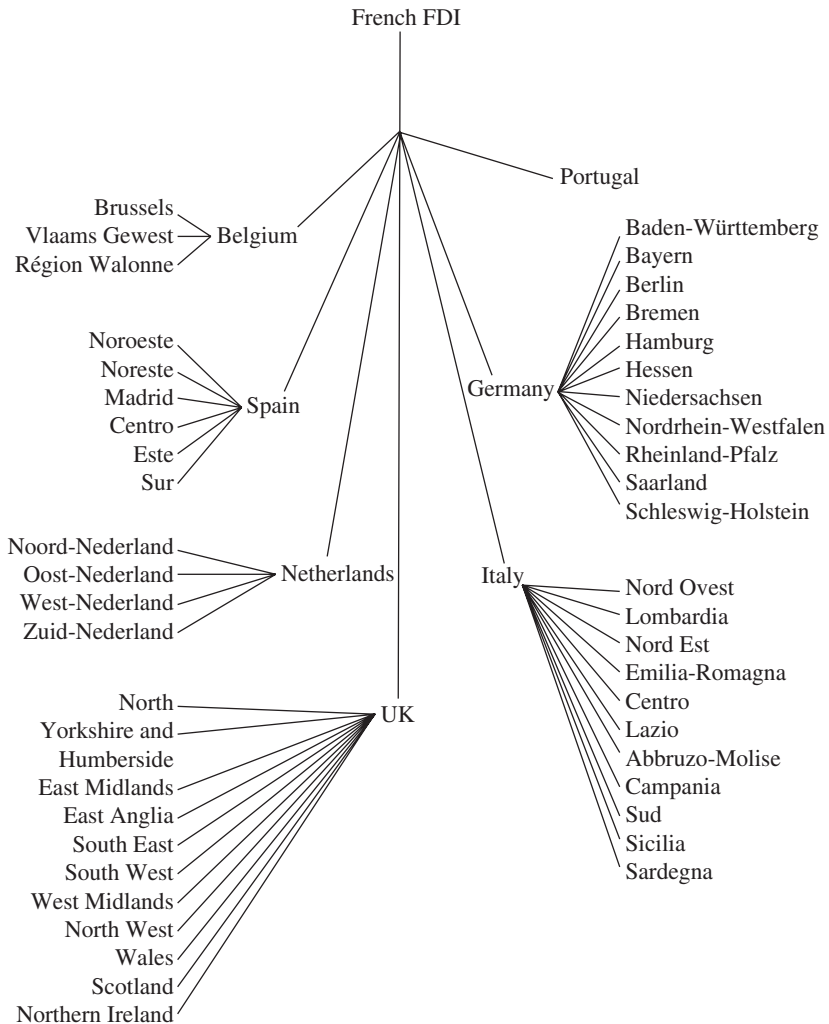 French FDI
Portugal
Belgium
Brussels
Vlaams Gewest
Région Walonne
Spain
Noroeste
Noreste
Madrid
Centro
Este
Sur
Netherlands
Noord-Nederland
Oost-Nederland
West-Nederland
Zuid-Nederland
UK
North
Yorkshire and
Humberside
East Midlands
East Anglia
South East
South West
West Midlands
North West
Wales
Scotland
Northern Ireland
Germany
Baden-Württemberg
Bayern
Berlin
Bremen
Hamburg
Hessen
Niedersachsen
Nordrhein-Westfalen
Rheinland-Pfalz
Saarland
Schleswig-Holstein
Italy
Nord Ovest
Lombardia
Nord Est
Emilia-Romagna
Centro
Lazio
Abbruzo-Molise
Campania
Sud
Sicilia
Sardegna